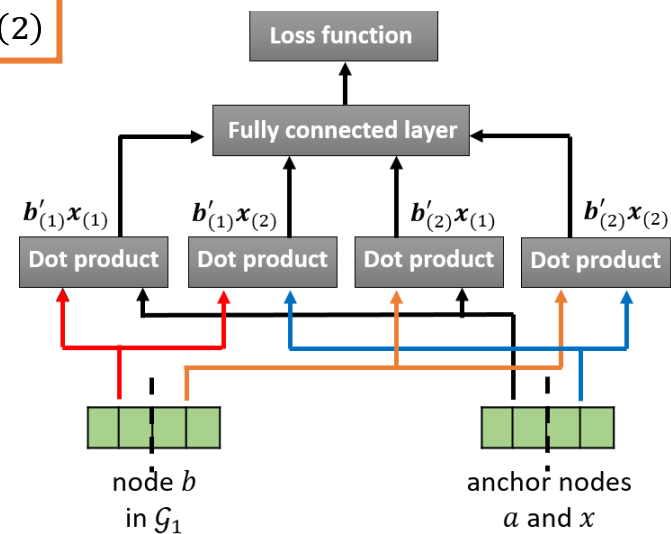 (2)
Loss function
Fully connected layer
𝒃′₍₁₎𝒙₍₁₎ 𝒃′₍₁₎𝒙₍₂₎ 𝒃′₍₂₎𝒙₍₁₎ 𝒃′₍₂₎𝒙₍₂₎
Dot product Dot product Dot product Dot product
node 𝑏 anchor nodes
in 𝒢₁ 𝑎 and 𝑥